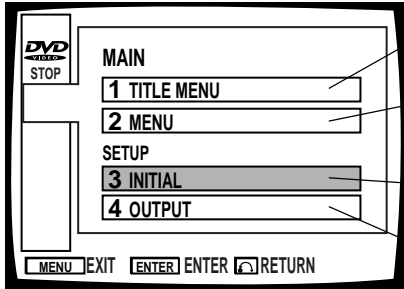 DVD
VIDEO
STOP
MAIN
1 TITLE MENU
2 MENU
SETUP
3 INITIAL
4 OUTPUT
MENU EXIT ENTER ENTER RETURN